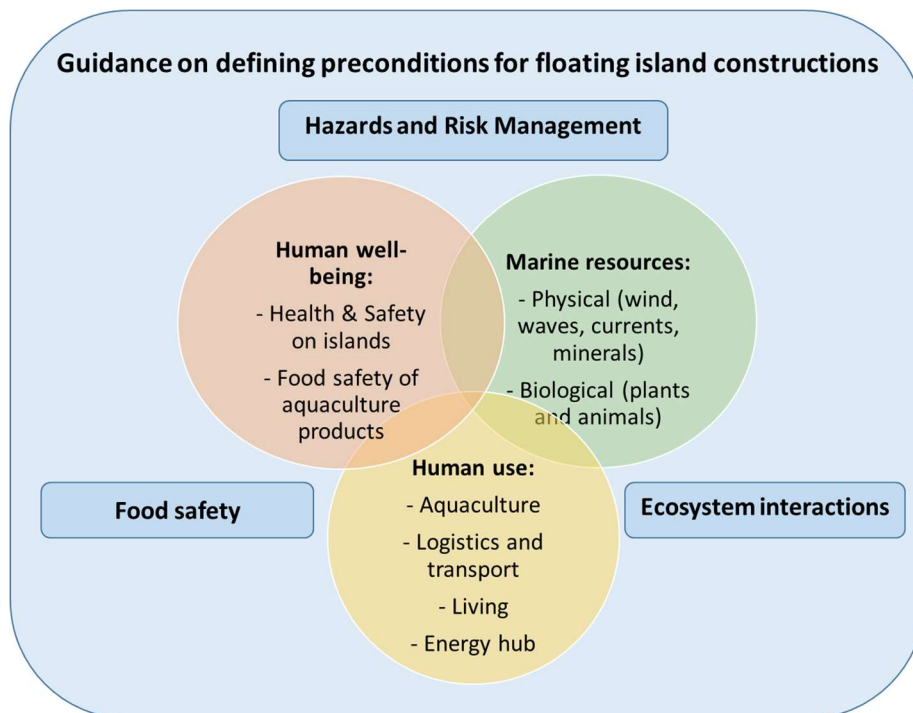 Guidance on defining preconditions for floating island constructions
Hazards and Risk Management
Human well-
being:
- Health & Safety
on islands
- Food safety of
aquaculture
products
Marine resources:
- Physical (wind,
waves, currents,
minerals)
- Biological (plants
and animals)
Food safety
Human use:
- Aquaculture
- Logistics and
transport
- Living
- Energy hub
Ecosystem interactions